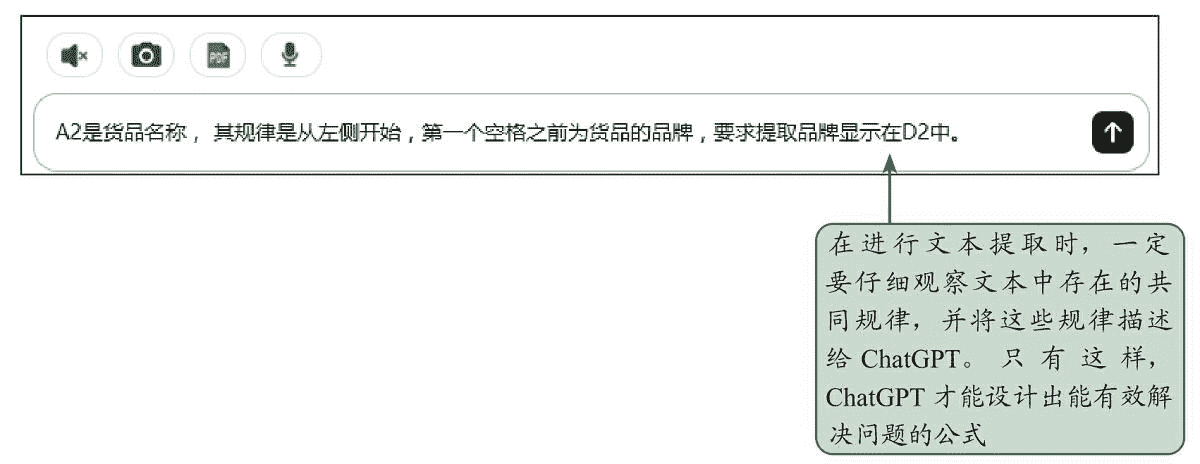 PDF
A2是货品名称， 其规律是从左侧开始，第一个空格之前为货品的品牌，要求提取品牌显示在D2中。
在进行文本提取时，一定
要仔细观察文本中存在的共
同规律，并将这些规律描述
给 ChatGPT。只有这样，
ChatGPT 才能设计出能有效解
决问题的公式